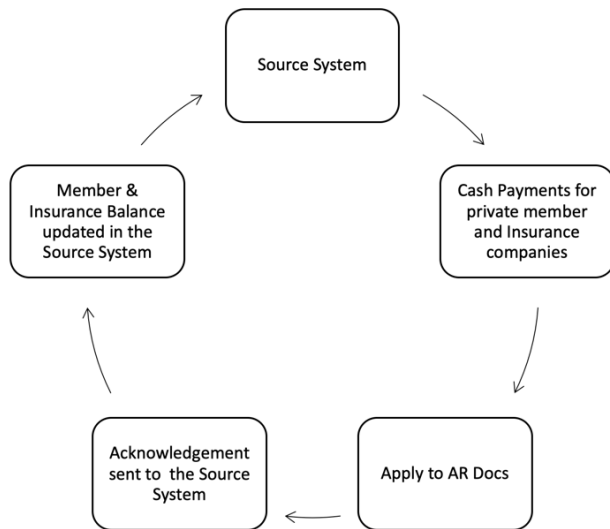 Source System
Cash Payments for
private member
and Insurance
companies
Apply to AR Docs
Acknowledgement
sent to the Source
System
Member &
Insurance Balance
updated in the
Source System